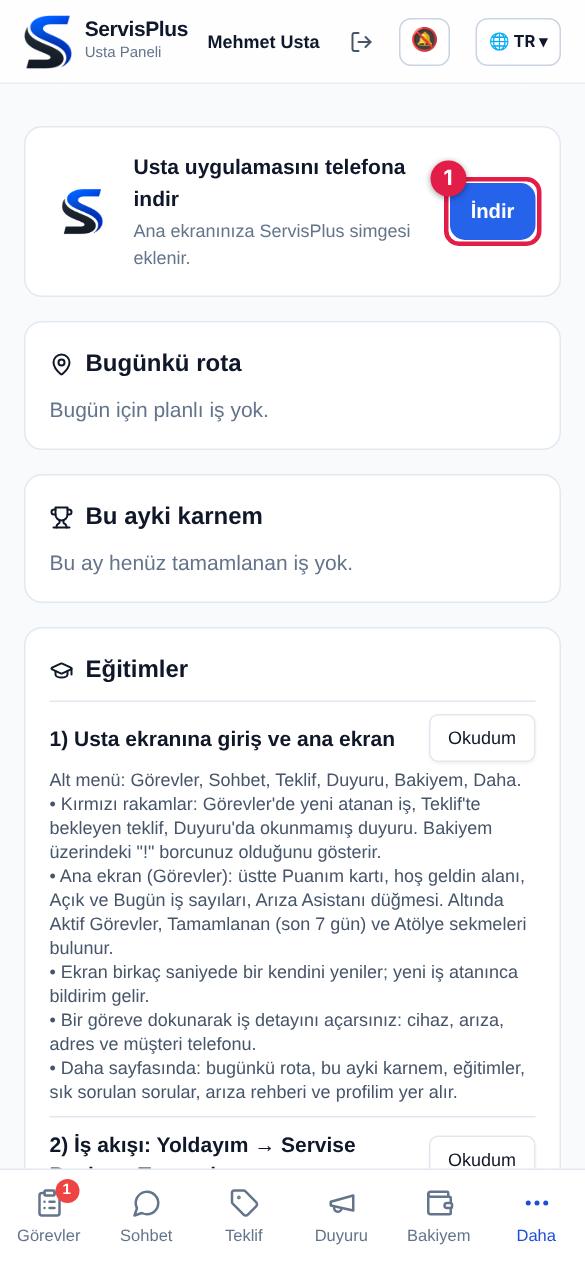 ServisPlus
Usta Paneli
Mehmet Usta
TR ▾
Usta uygulamasını telefona
indir
Ana ekranınıza ServisPlus simgesi
eklenir.
1
İndir
Bugünkü rota
Bugün için planlı iş yok.
Bu ayki karnem
Bu ay henüz tamamlanan iş yok.
Eğitimler
1) Usta ekranına giriş ve ana ekran
Okudum
Alt menü: Görevler, Sohbet, Teklif, Duyuru, Bakiyem, Daha.
• Kırmızı rakamlar: Görevler'de yeni atanan iş, Teklif'te
bekleyen teklif, Duyuru'da okunmamış duyuru. Bakiyem
üzerindeki "!" borcunuz olduğunu gösterir.
• Ana ekran (Görevler): üstte Puanım kartı, hoş geldin alanı,
Açık ve Bugün iş sayıları, Arıza Asistanı düğmesi. Altında
Aktif Görevler, Tamamlanan (son 7 gün) ve Atölye sekmeleri
bulunur.
• Ekran birkaç saniyede bir kendini yeniler; yeni iş atanınca
bildirim gelir.
• Bir göreve dokunarak iş detayını açarsınız: cihaz, arıza,
adres ve müşteri telefonu.
• Daha sayfasında: bugünkü rota, bu ayki karnem, eğitimler,
sık sorulan sorular, arıza rehberi ve profilim yer alır.
2) İş akışı: Yoldayım → Servise
Okudum
1
Görevler
Sohbet
Teklif
Duyuru
Bakiyem
Daha